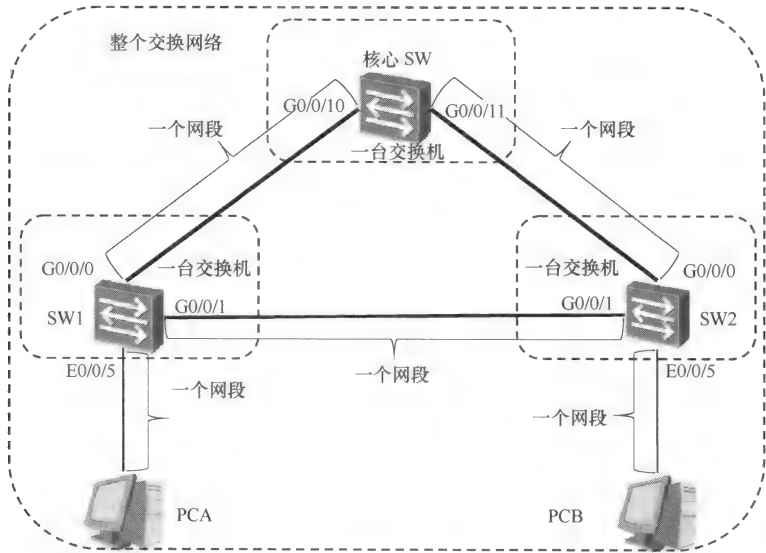 整个交换网络
核心 SW
G0/0/10
G0/0/11
一个网段
一个网段
一台交换机
G0/0/0
一台交换机
一台交换机
G0/0/0
SW1
G0/0/1
G0/0/1
SW2
E0/0/5
一个网段
一个网段
E0/0/5
一个网段
PCA
PCB